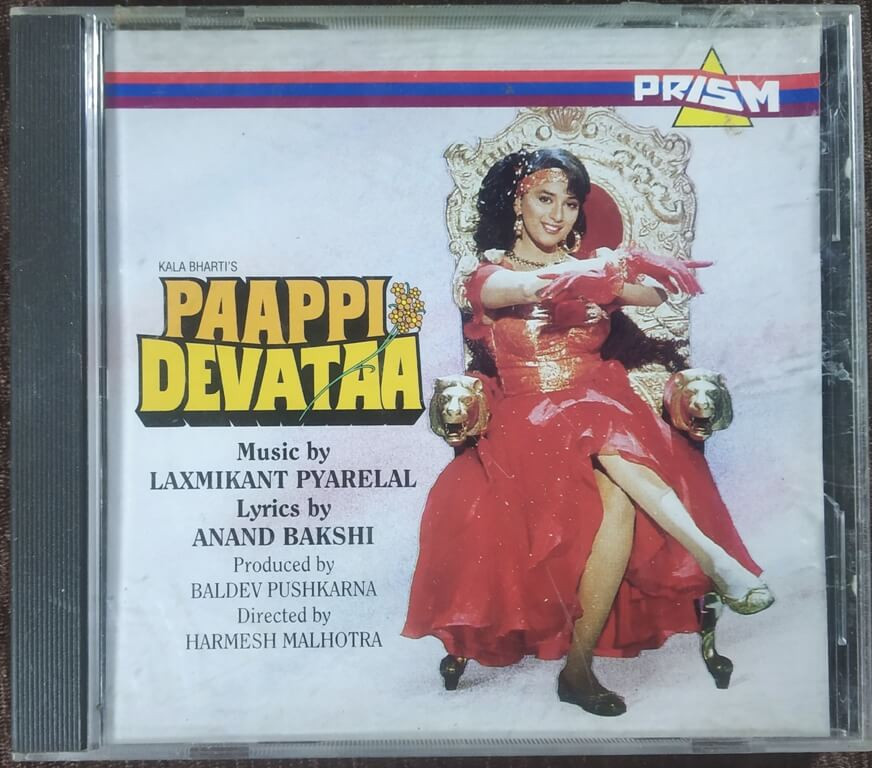 PRISM
KALA BHARTI'S
PAAPPI
DEVATAA
Music by
LAXMIKANT PYARELAL
Lyrics by
ANAND BAKSHI
Produced by
BALDEV PUSHKARNA
Directed by
HARMESH MALHOTRA